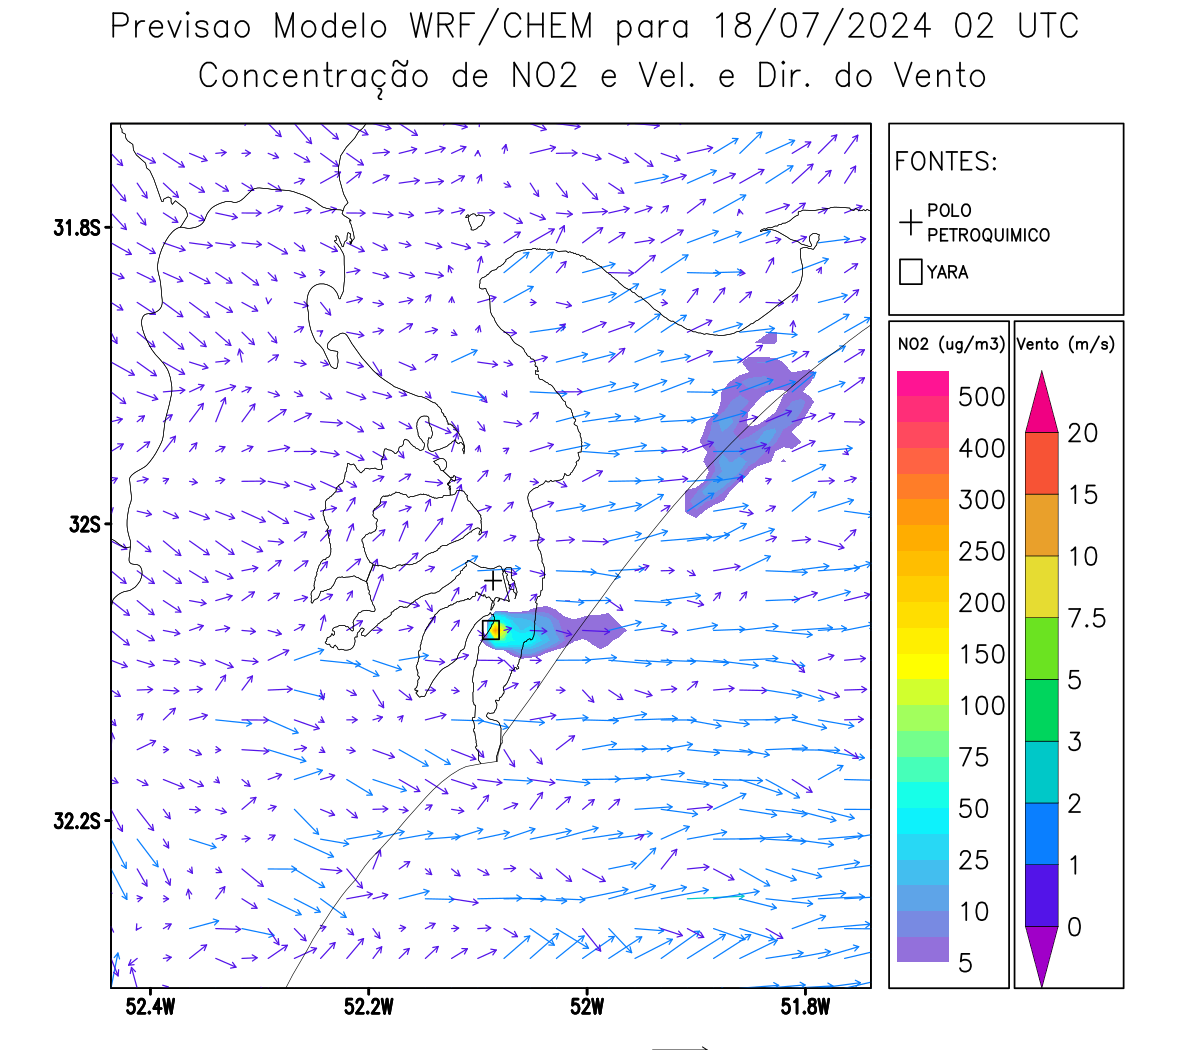 Previsao Modelo WRF/CHEM para 18/07/2024 02 UTC
Concentração de NO2 e Vel. e Dir. do Vento
FONTES:
POLO
PETROQUIMICO
YARA
NO2 (ug/m3)
500
400
300
250
200
150
100
75
50
25
10
5
Vento (m/s)
20
15
10
7.5
5
3
2
1
0
31.8S
32S
32.2S
52.4W
52.2W
52W
51.8W